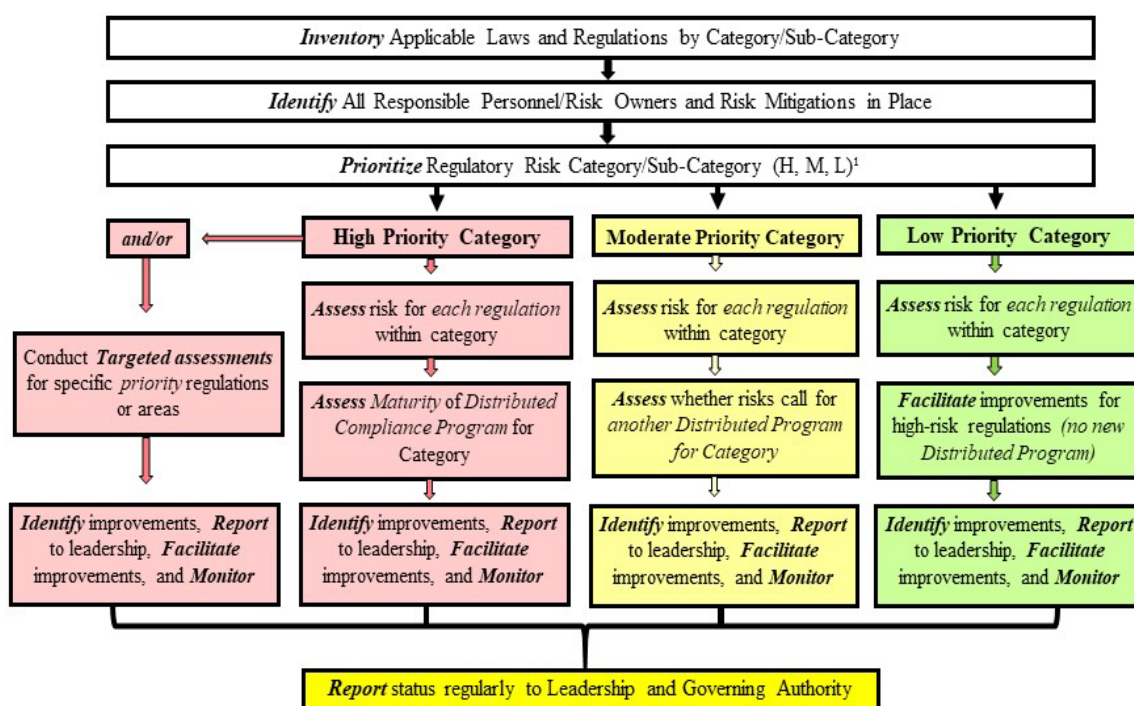 Inventory Applicable Laws and Regulations by Category/Sub-Category
Identify All Responsible Personnel/Risk Owners and Risk Mitigations in Place
Prioritize Regulatory Risk Category/Sub-Category (H, M, L)¹
and/or
High Priority Category
Moderate Priority Category
Low Priority Category
Conduct Targeted assessments
for specific priority regulations
or areas
Assess risk for each regulation
within category
Assess risk for each regulation
within category
Assess risk for each regulation
within category
Assess Maturity of Distributed
Compliance Program for
Category
Assess whether risks call for
another Distributed Program
for Category
Facilitate improvements for
high-risk regulations (no new
Distributed Program)
Identify improvements, Report
to leadership, Facilitate
improvements, and Monitor
Identify improvements, Report
to leadership, Facilitate
improvements, and Monitor
Identify improvements, Report
to leadership, Facilitate
improvements, and Monitor
Identify improvements, Report
to leadership, Facilitate
improvements, and Monitor
Report status regularly to Leadership and Governing Authority